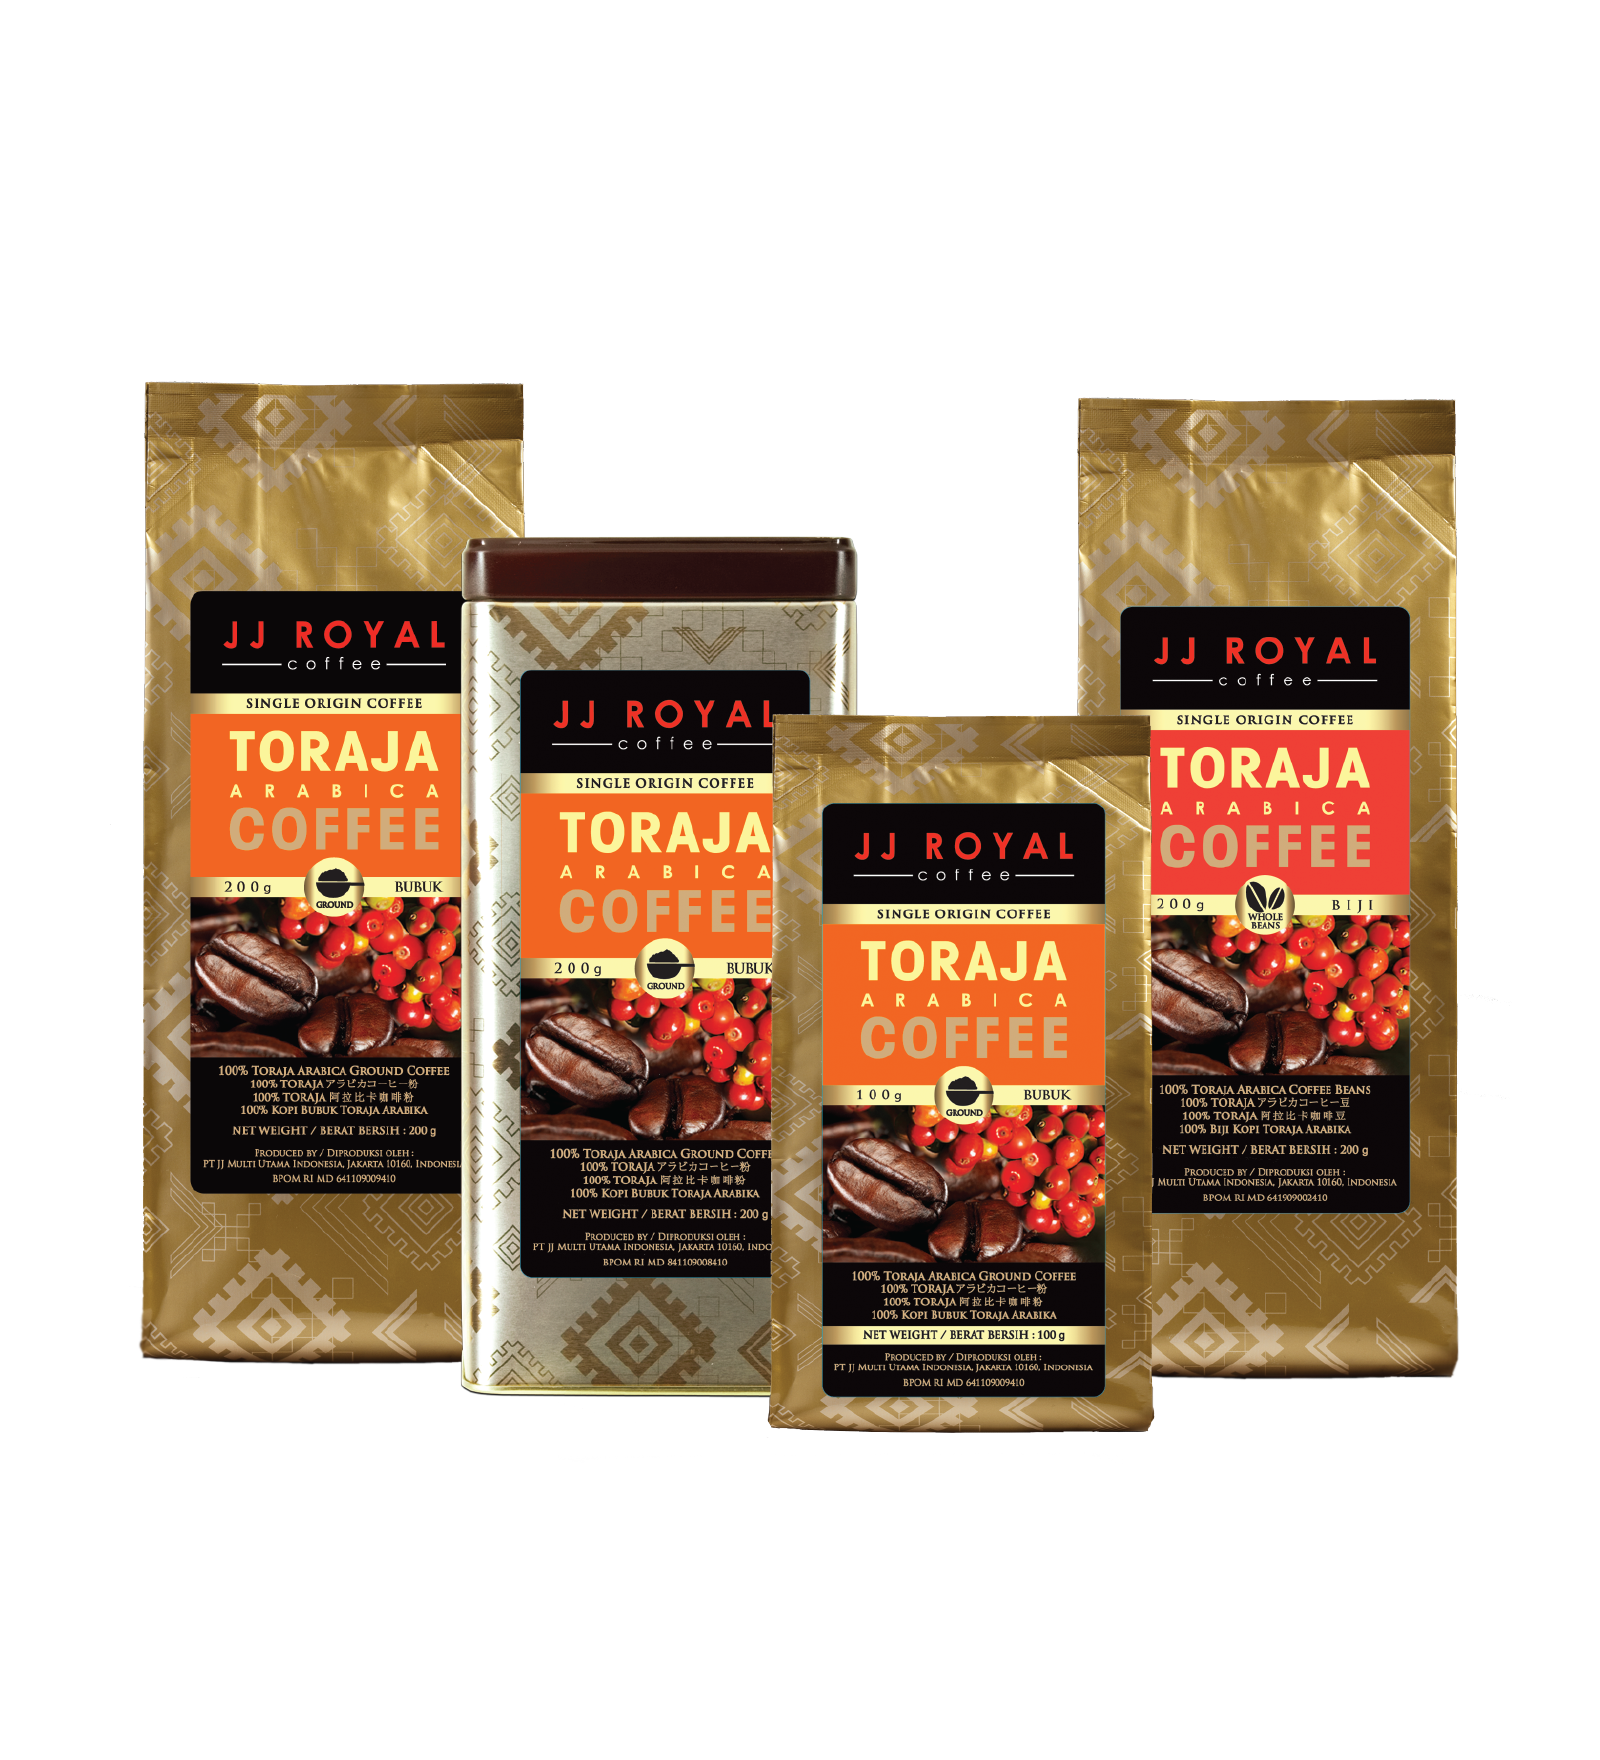 JJ ROYAL
coffee
SINGLE ORIGIN COFFEE
TORAJA
ARABICA
COFFEE
200g BUBUK
GROUND
100% TORAJA ARABICA GROUND COFFEE
100% TORAJA アラビカコーヒー粉
100% TORAJA 阿拉比卡咖啡粉
100% KOPI BUBUK TORAJA ARABIKA
NET WEIGHT / BERAT BERSIH : 200 g
PRODUCED BY / DIPRODUKSI OLEH :
PT JJ MULTI UTAMA INDONESIA, JAKARTA 10160, INDONESIA
BPOM RI MD 641109009410
JJ ROYAL
coffee
SINGLE ORIGIN COFFEE
TORAJA
ARABICA
COFFEE
200g BUBUK
GROUND
100% TORAJA ARABICA GROUND COFFE
100% TORAJA アラビカコーヒー粉
100% TORAJA 阿拉比卡咖啡粉
100% KOPI BUBUK TORAJA ARABIKA
NET WEIGHT / BERAT BERSIH : 200 g
PRODUCED BY / DIPRODUKSI OLEH :
PT JJ MULTI UTAMA INDONESIA, JAKARTA 10160, INDO
BPOM RI MD 841109008410
JJ ROYAL
coffee
SINGLE ORIGIN COFFEE
TORAJA
ARABICA
COFFEE
100g BUBUK
GROUND
100% TORAJA ARABICA GROUND COFFEE
100% TORAJA アラビカコーヒー粉
100% TORAJA 阿拉比卡咖啡粉
100% KOPI BUBUK TORAJA ARABIKA
NET WEIGHT / BERAT BERSIH : 100 g
PRODUCED BY / DIPRODUKSI OLEH :
PT JJ MULTI UTAMA INDONESIA, JAKARTA 10160, INDONESIA
BPOM RI MD 641109009410
JJ ROYAL
coffee
SINGLE ORIGIN COFFEE
TORAJA
ARABICA
COFFEE
200g BIJI
WHOLE
BEANS
100% TORAJA ARABICA COFFEE BEANS
100% TORAJA アラビカコーヒー豆
100% TORAJA 阿拉比卡咖啡豆
100% BIJI KOPI TORAJA ARABIKA
NET WEIGHT / BERAT BERSIH : 200 g
PRODUCED BY / DIPRODUKSI OLEH :
J MULTI UTAMA INDONESIA, JAKARTA 10160, INDONESIA
BPOM RI MD 641909002410